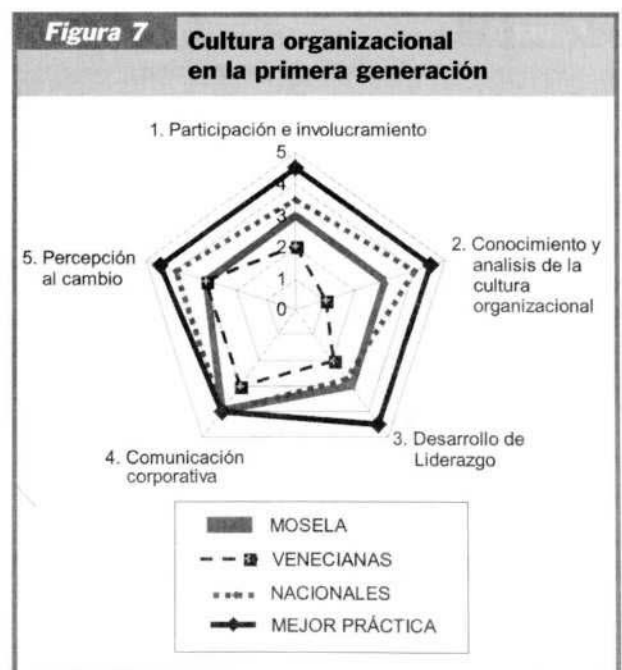 Figura 7
Cultura organizacional
en la primera generación
1. Participación e involucramiento
5
4
3
2
1
0
2. Conocimiento y
analisis de la
cultura
organizacional
3. Desarrollo de
Liderazgo
4. Comunicación
corporativa
5. Percepción
al cambio
MOSELA
VENECIANAS
NACIONALES
MEJOR PRÁCTICA